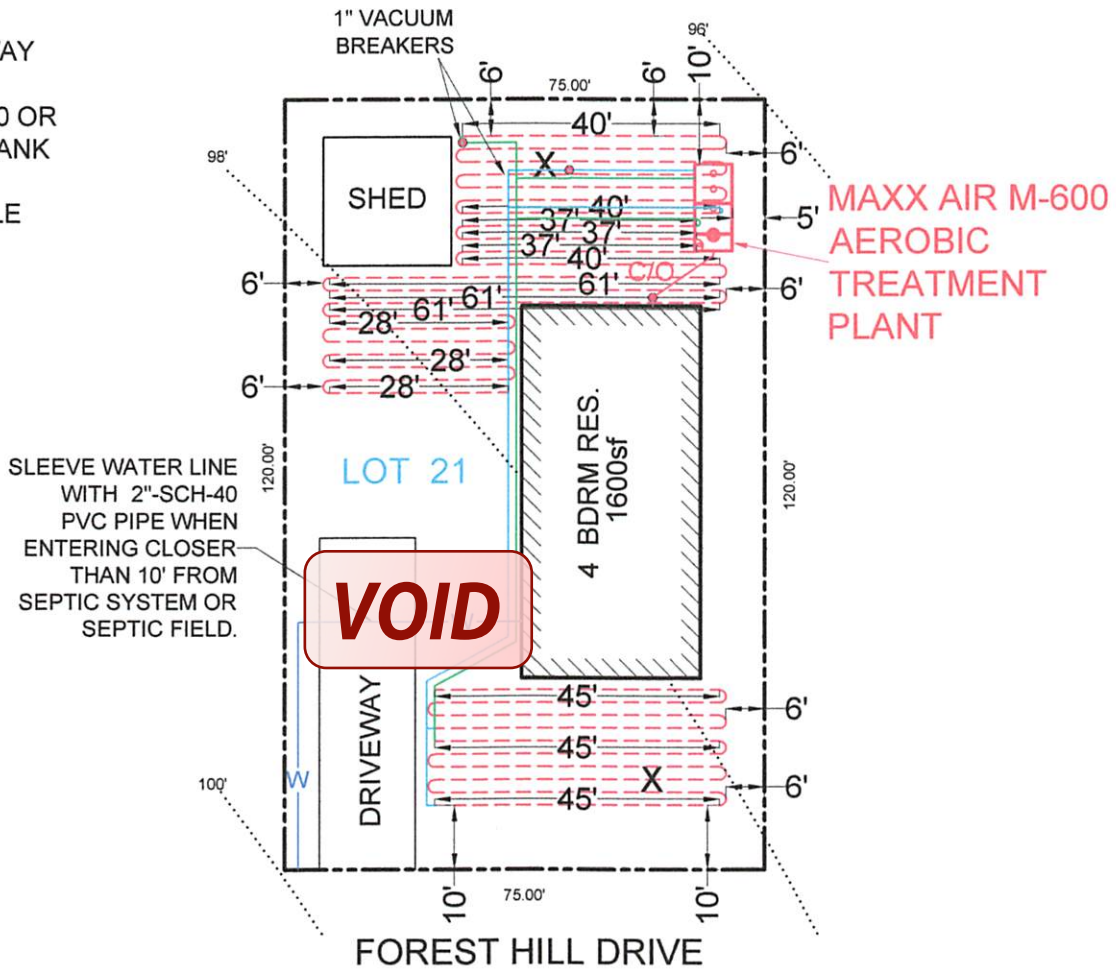 AY
0 OR
ANK
LE
1" VACUUM
BREAKERS
6'
75.00'
6'
10'
96'
40'
6'
98'
SHED
X
40'
37'
37'
37'
40'
5'
MAXX AIR M-600
AEROBIC
TREATMENT
PLANT
C/O
6'
61'
6'
61'
61'
28'
28'
6'
28'
SLEEVE WATER LINE
WITH 2"-SCH-40
PVC PIPE WHEN
ENTERING CLOSER
THAN 10' FROM
SEPTIC SYSTEM OR
SEPTIC FIELD.
120.00'
LOT 21
4 BDRM RES.
1600sf
120.00'
VOID
DRIVEWAY
45'
6'
45'
X
6'
45'
100'
W
10'
75.00'
10'
FOREST HILL DRIVE